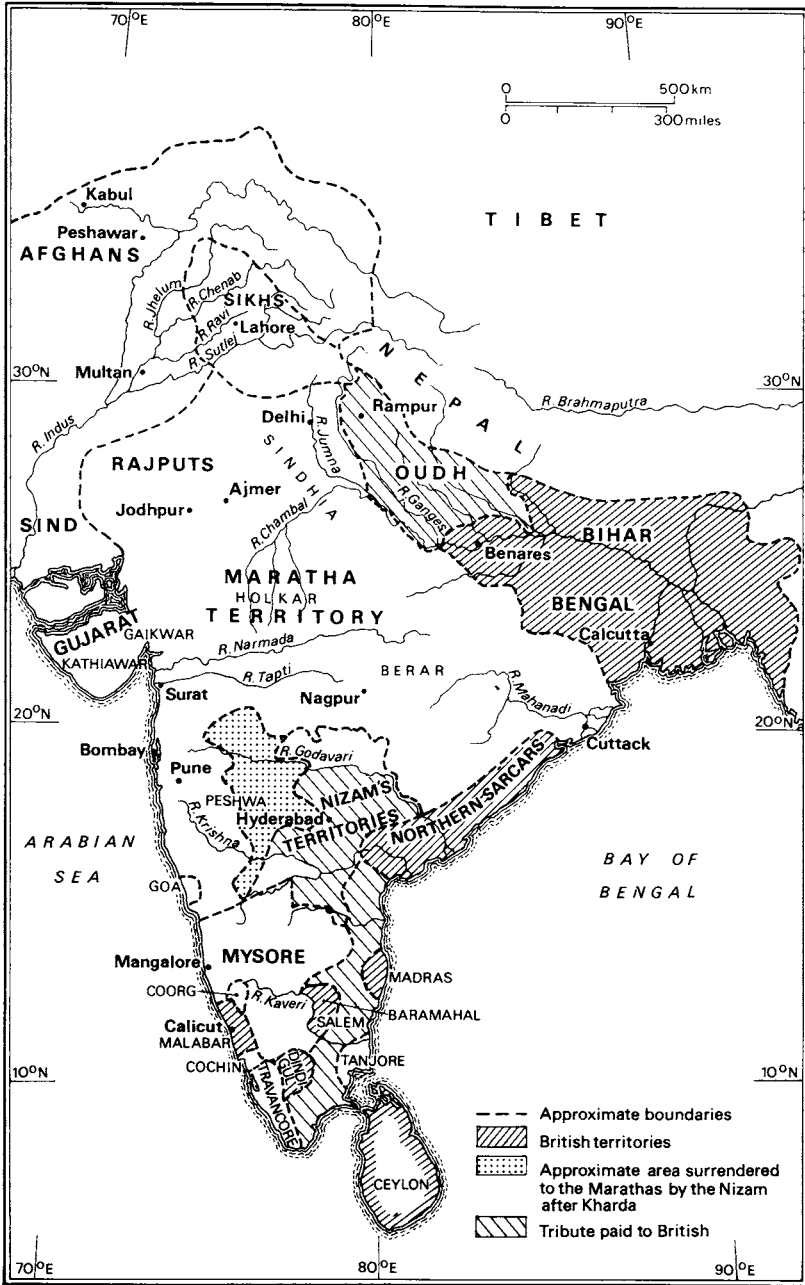 70°E
80°E
90°E
0 500km
0 300 miles
Kabul
Peshawar
AFGHANS
TIBET
R. Jhelum
R. Chenab
SIKHS
R. Ravi
Lahore
R. Sutlej
Multan
30°N
30°N
NEPAL
R. Brahmaputra
R. Indus
Delhi
R. Jumna
Rampur
SINDHIA
OUDH
R. Ganges
RAJPUTS
Ajmer
Jodhpur
SIND
R. Chambal
Benares
BIHAR
MARATHA
HOLKAR
TERRITORY
BENGAL
Calcutta
GUJARAT
GAIKWAR
KATHIAWAR
R. Narmada
R. Tapti
BERAR
Surat
Nagpur
R. Mahanadi
20°N
20°N
Cuttack
Bombay
R. Godavari
Pune
PESHWA
NIZAM'S
TERRITORIES
NORTHERN-SARCARS
Hyderabad
R. Krishna
ARABIAN
SEA
BAY OF
BENGAL
GOA
MYSORE
Mangalore
MADRAS
COORG
R. Kaveri
BARAMAHAL
SALEM
Calicut
MALABAR
COCHIN
DINDI
GUL
TANJORE
TRAVANCORE
10°N
10°N
CEYLON
Approximate boundaries
British territories
Approximate area surrendered
to the Marathas by the Nizam
after Kharda
Tribute paid to British
70°E
80°E
90°E